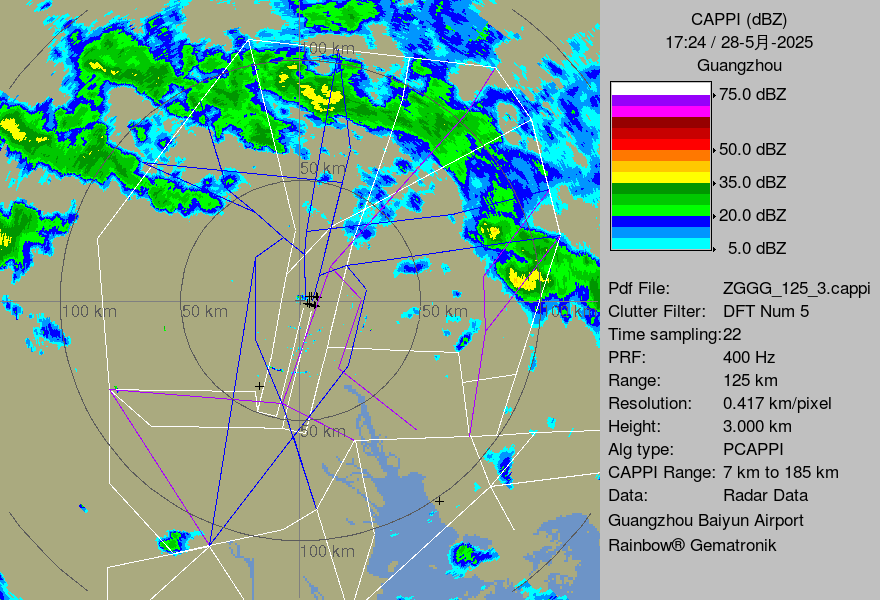 CAPPI (dBZ)
17:24 / 28-5月-2025
Guangzhou
75.0 dBZ
50.0 dBZ
35.0 dBZ
20.0 dBZ
5.0 dBZ
Pdf File: ZGGG_125_3.cappi
Clutter Filter: DFT Num 5
Time sampling:22
PRF: 400 Hz
Range: 125 km
Resolution: 0.417 km/pixel
Height: 3.000 km
Alg type: PCAPPI
CAPPI Range: 7 km to 185 km
Data: Radar Data
Guangzhou Baiyun Airport
Rainbow® Gematronik
100 km
50 km
100 km
50 km
50 km
100 km
50 km
100 km